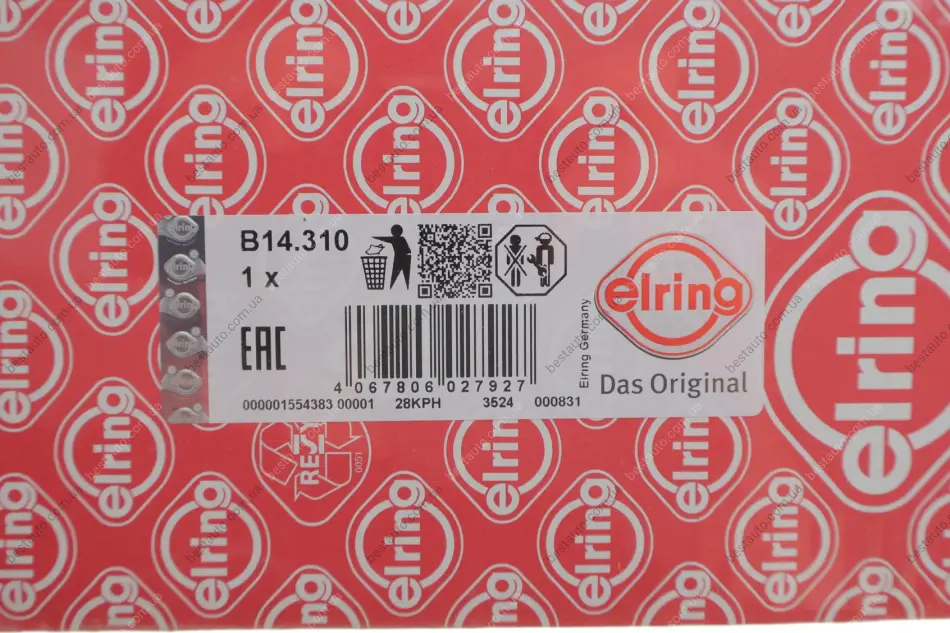 B14.310
1 x
EAC
4 067806 027927
000001554383 00001 28KPH 3524 000831
Elring Germany
elring
Das Original
elring
RESY
bestauto.com.ua